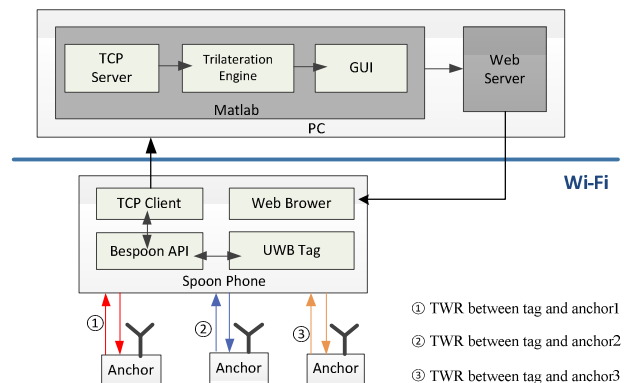 TCP
Server
Trilateration
Engine
GUI
Web
Server
Matlab
PC
Wi-Fi
TCP Client
Web Brower
Bespoon API
UWB Tag
Spoon Phone
①
②
③
① TWR between tag and anchor1
② TWR between tag and anchor2
③ TWR between tag and anchor3
Anchor
Anchor
Anchor